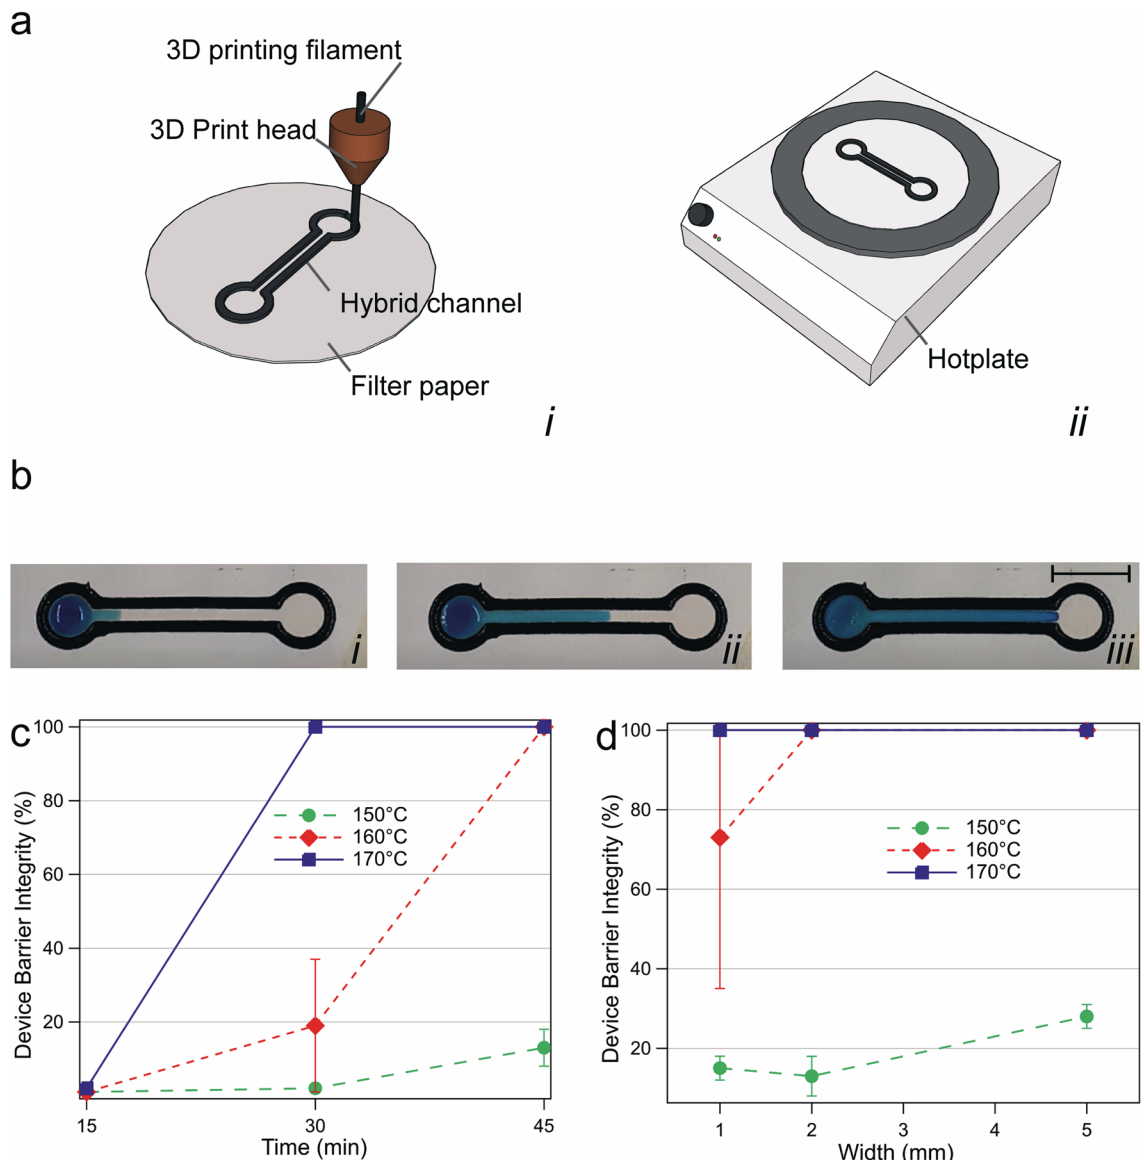 a
3D printing filament
3D Print head
Hybrid channel
Filter paper
i
Hotplate
ii
b
i
ii
iii
c
Device Barrier Integrity (%)
100
80
60
40
20
150°C
160°C
170°C
15
30
45
Time (min)
d
Device Barrier Integrity (%)
100
80
60
40
20
150°C
160°C
170°C
1
2
3
4
5
Width (mm)